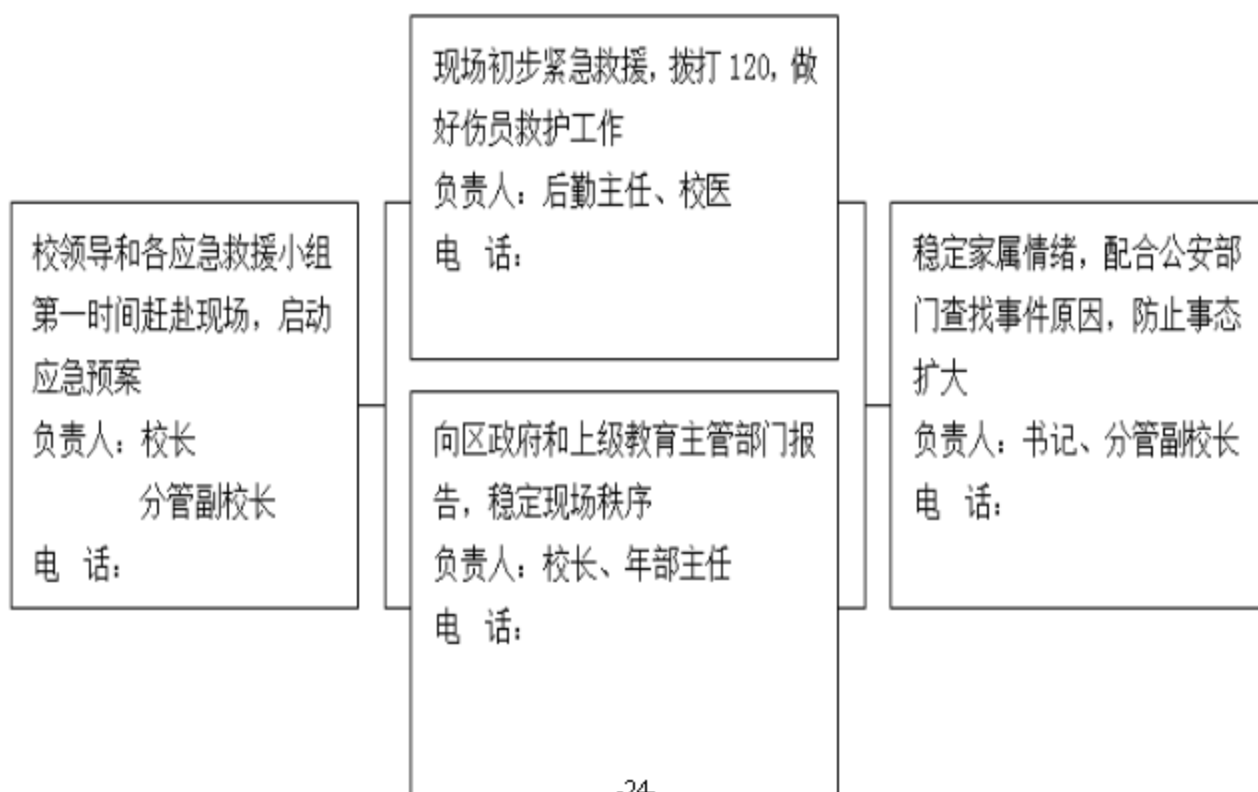 校领导和各应急救援小组
第一时间赶赴现场，启动
应急预案
负责人：校长
分管副校长
电 话：
现场初步紧急救援，拨打 120，做
好伤员救护工作
负责人：后勤主任、校医
电 话：
向区政府和上级教育主管部门报
告，稳定现场秩序
负责人：校长、年部主任
电 话：
稳定家属情绪，配合公安部
门查找事件原因，防止事态
扩大
负责人：书记、分管副校长
电 话：
-24-